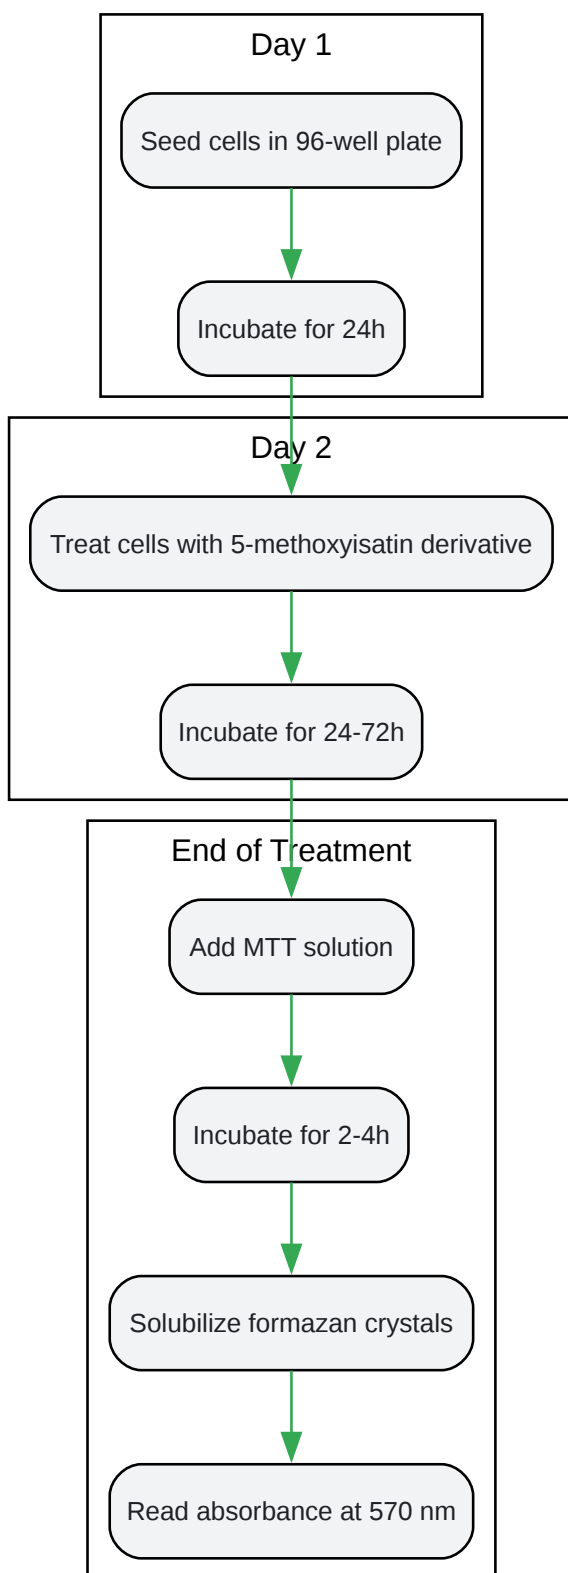 Day 1
Seed cells in 96-well plate
Incubate for 24h
Day 2
Treat cells with 5-methoxyisatin derivative
Incubate for 24-72h
End of Treatment
Add MTT solution
Incubate for 2-4h
Solubilize formazan crystals
Read absorbance at 570 nm